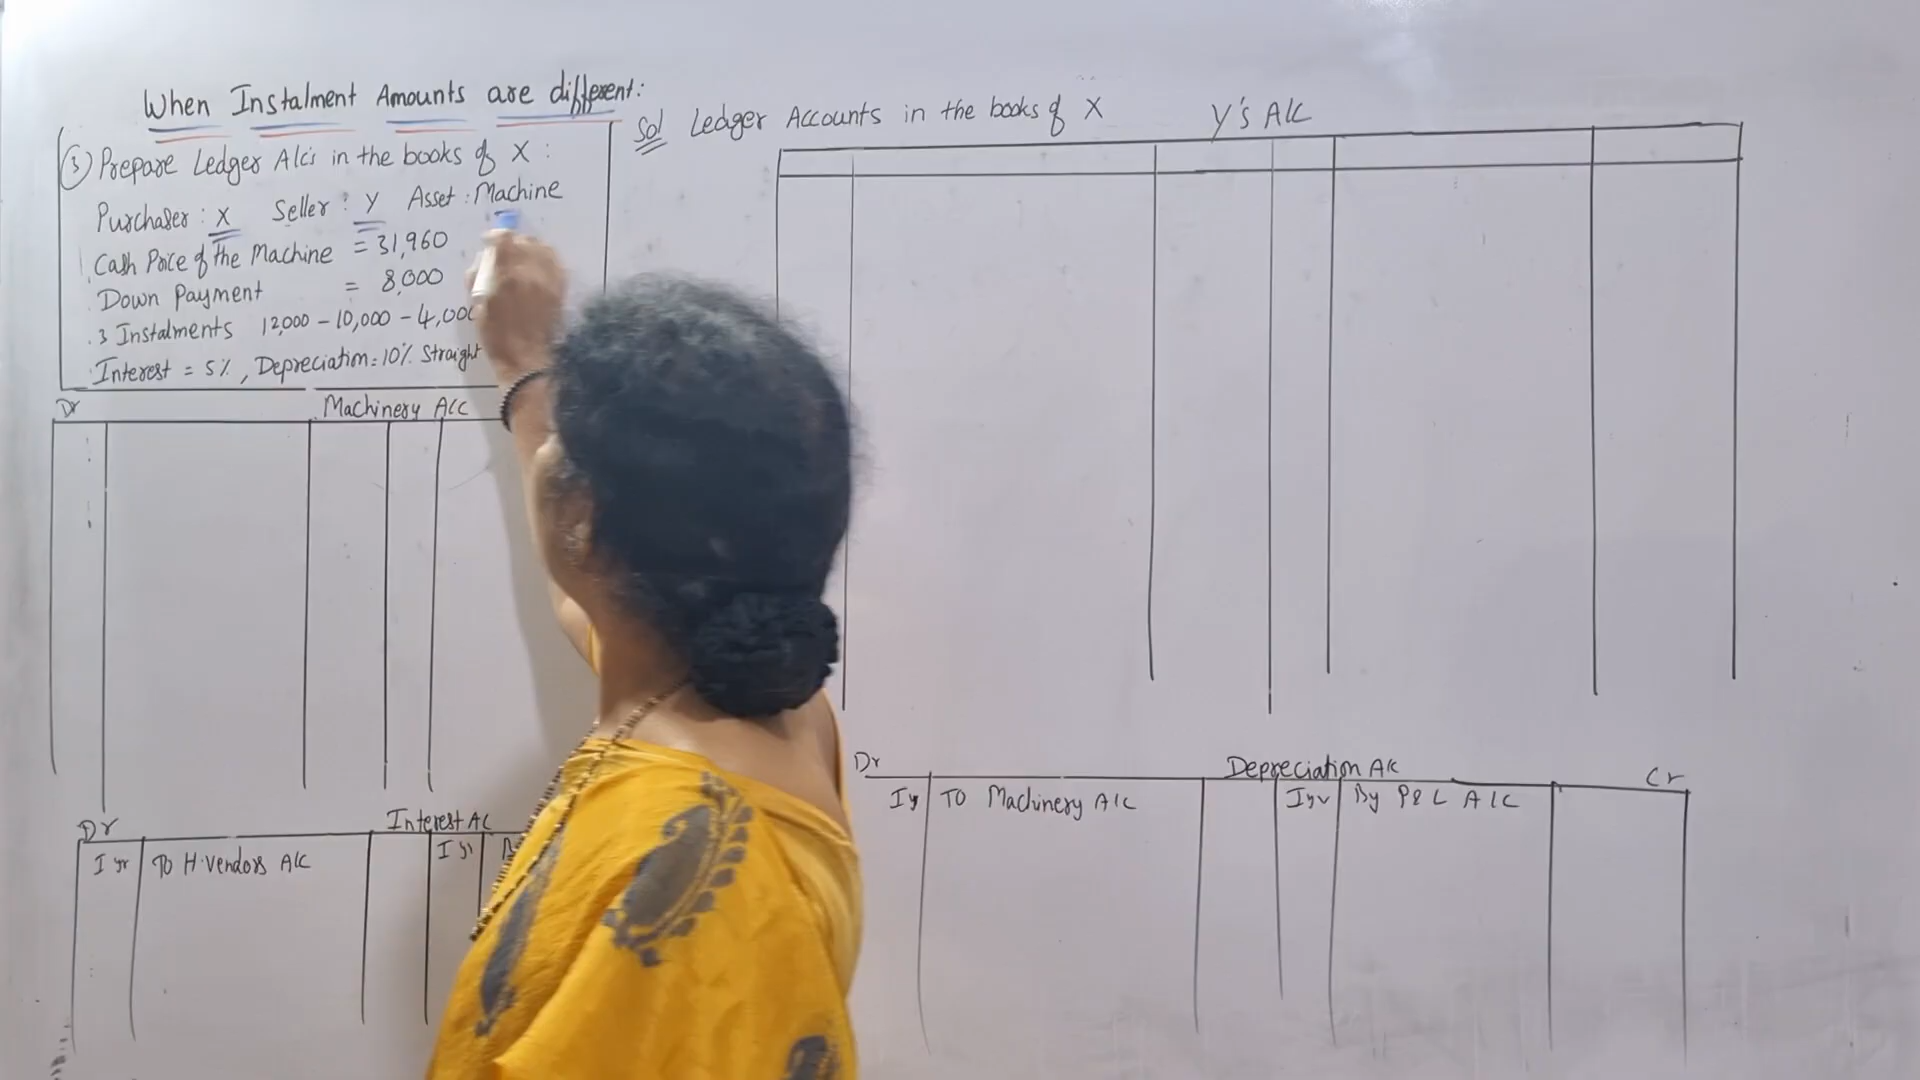 When Instalment Amounts are different:
③ Prepare Ledger A/c's in the books of X :
Purchaser : X Seller : Y Asset : Machine
Cash Price of the Machine = 31,960
Down Payment = 8,000
3 Instalments 12,000 - 10,000 - 4,000
Interest = 5%, Depreciation = 10% Straight
Dr Machinery A/C
Dr Interest AC
I yr To H.Vendors A/C I yr
Sol Ledger Accounts in the books of X
Y's A/C
Dr Depreciation A/c Cr
I y TO Machinery A/C I yr By P&L A/C